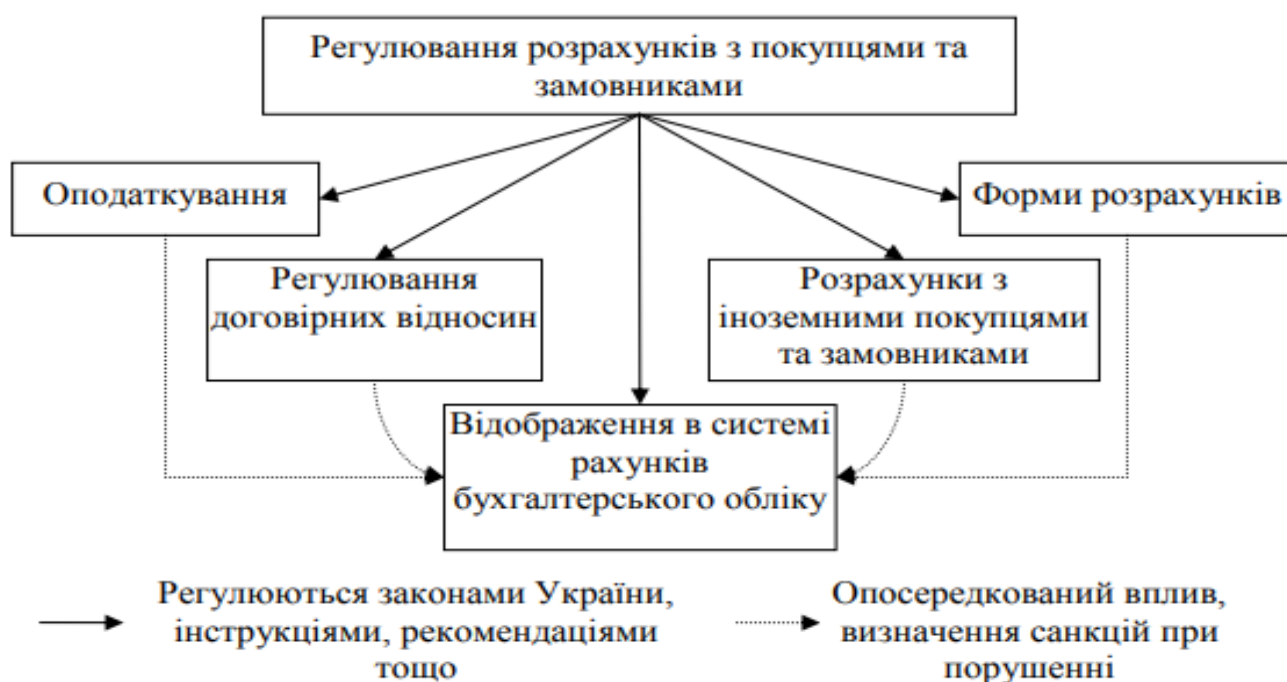 Регулювання розрахунків з покупцями та
замовниками
Оподаткування
Форми розрахунків
Регулювання
договірних відносин
Розрахунки з
іноземними покупцями
та замовниками
Відображення в системі
рахунків
бухгалтерського обліку
Регулюються законами України,
інструкціями, рекомендаціями
тощо
Опосередкований вплив,
визначення санкцій при
порушенні